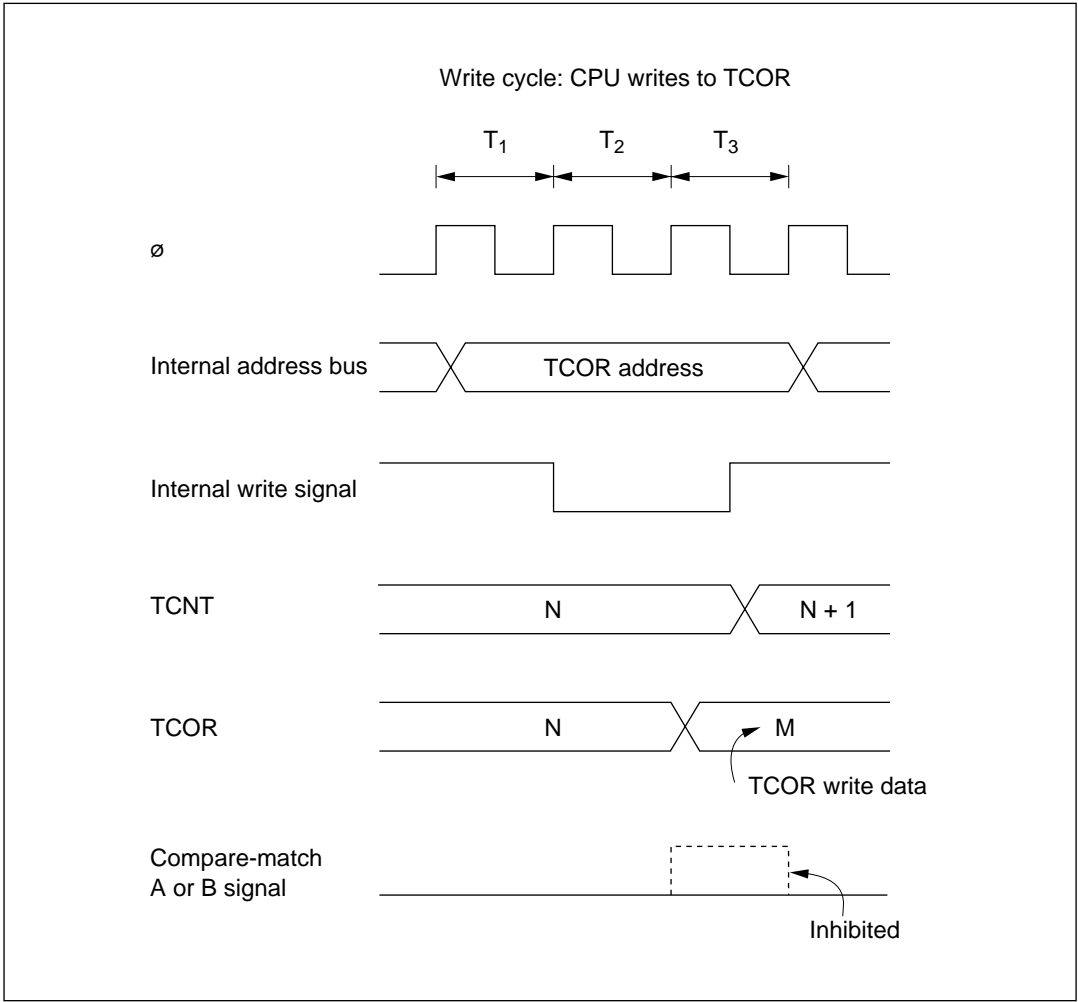 Write cycle: CPU writes to TCOR
T1 T2 T3
ø
Internal address bus
TCOR address
Internal write signal
TCNT
N
N + 1
TCOR
N
M
TCOR write data
Compare-match
A or B signal
Inhibited